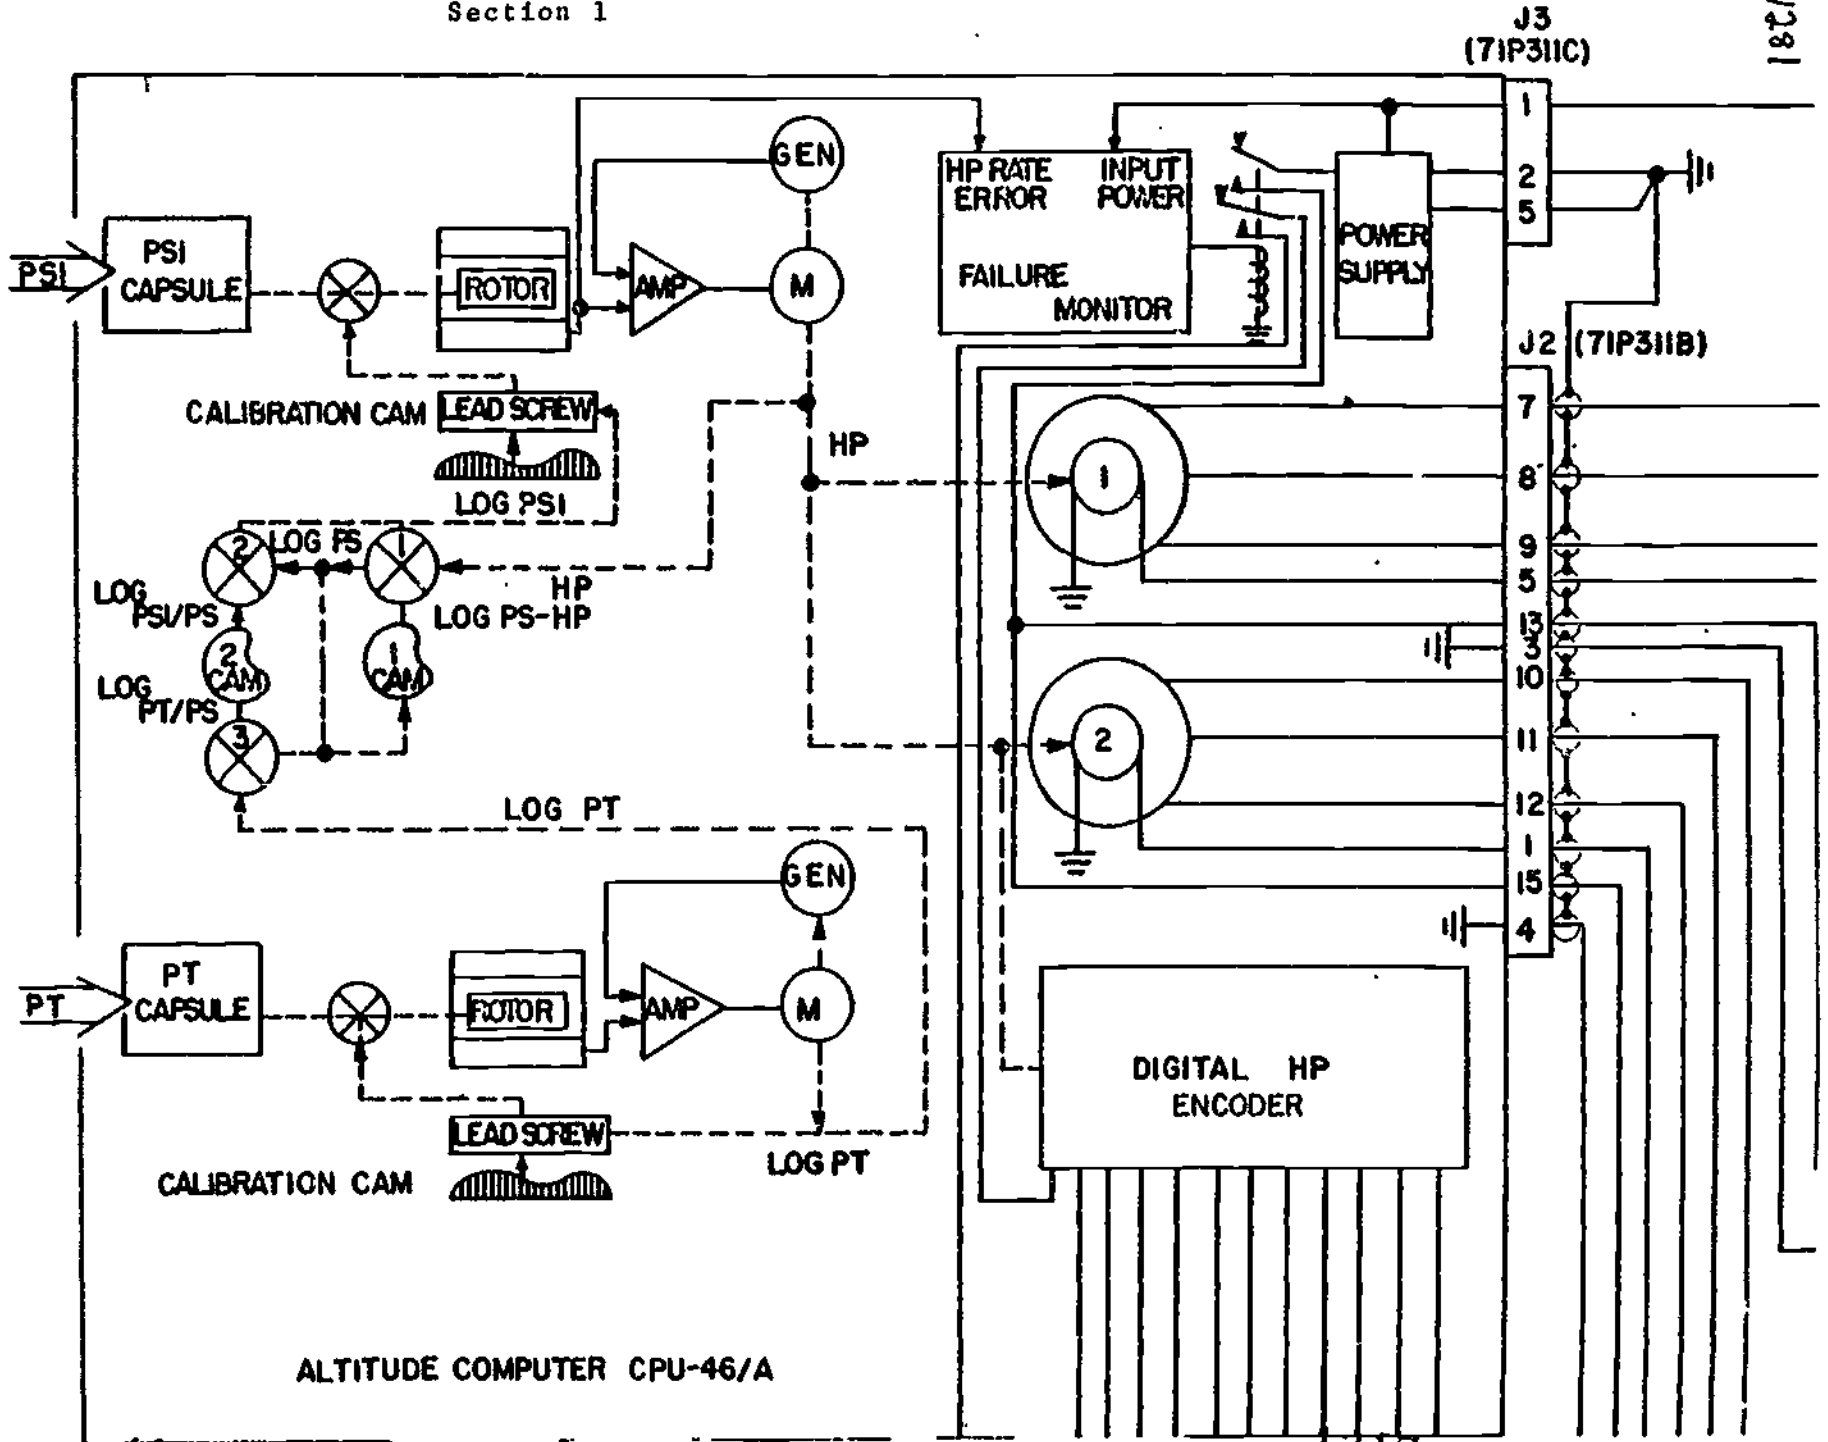 Section 1
1281
J3
(71P311C)
1
2
5
GEN
HP RATE
ERROR
INPUT
POWER
FAILURE
MONITOR
POWER
SUPPLY
PSI
PSI
CAPSULE
ROTOR
AMP
M
J2 (71P311B)
CALIBRATION CAM
LEAD SCREW
LOG PSI
HP
7
8
9
5
13
3
10
11
12
1
15
4
1
2
LOG PS
1
HP
LOG PS-HP
LOG
PSI/PS
2
CAM
1
CAM
LOG
PT/PS
3
2
LOG PT
GEN
PT
PT
CAPSULE
ROTOR
AMP
M
LEAD SCREW
LOG PT
CALIBRATION CAM
DIGITAL HP
ENCODER
ALTITUDE COMPUTER CPU-46/A